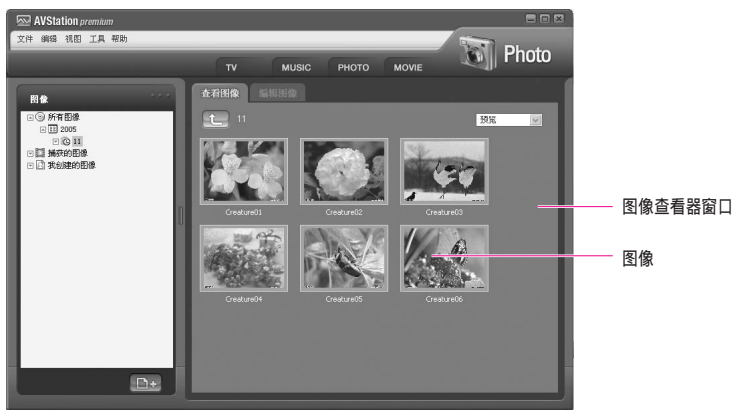 AVStation premium
文件 编辑 视图 工具 帮助
Photo
TV MUSIC PHOTO MOVIE
图像
所有图像
2005
11
捕获的图像
我创建的图像
查看图像 编辑图像
11 预览
Creature01 Creature02 Creature03
Creature04 Creature05 Creature06
图像查看器窗口
图像